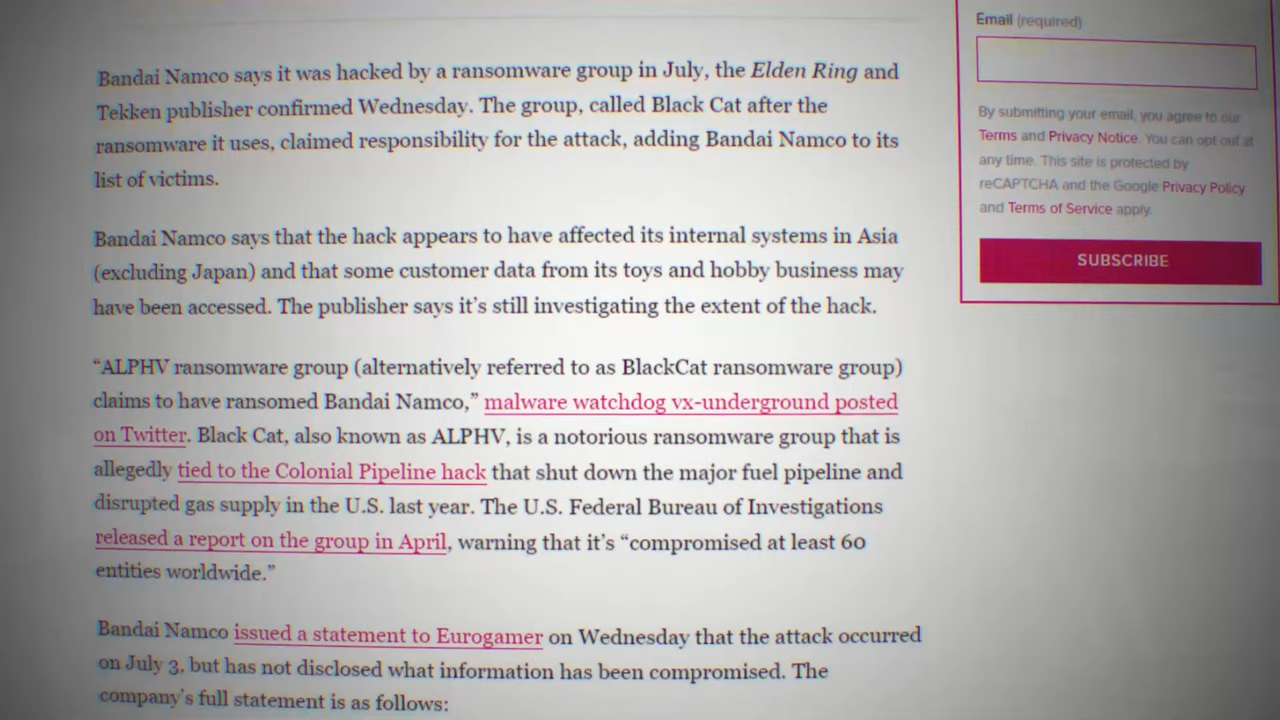 Bandai Namco says it was hacked by a ransomware group in July, the Elden Ring and
Tekken publisher confirmed Wednesday. The group, called Black Cat after the
ransomware it uses, claimed responsibility for the attack, adding Bandai Namco to its
list of victims.
Bandai Namco says that the hack appears to have affected its internal systems in Asia
(excluding Japan) and that some customer data from its toys and hobby business may
have been accessed. The publisher says it’s still investigating the extent of the hack.
“ALPHV ransomware group (alternatively referred to as BlackCat ransomware group)
claims to have ransomed Bandai Namco,” malware watchdog vx-underground posted
on Twitter. Black Cat, also known as ALPHV, is a notorious ransomware group that is
allegedly tied to the Colonial Pipeline hack that shut down the major fuel pipeline and
disrupted gas supply in the U.S. last year. The U.S. Federal Bureau of Investigations
released a report on the group in April, warning that it’s “compromised at least 60
entities worldwide.”
Bandai Namco issued a statement to Eurogamer on Wednesday that the attack occurred
on July 3, but has not disclosed what information has been compromised. The
company’s full statement is as follows:
Email (required)
By submitting your email, you agree to our
Terms and Privacy Notice. You can opt out at
any time. This site is protected by
reCAPTCHA and the Google Privacy Policy
and Terms of Service apply.
SUBSCRIBE